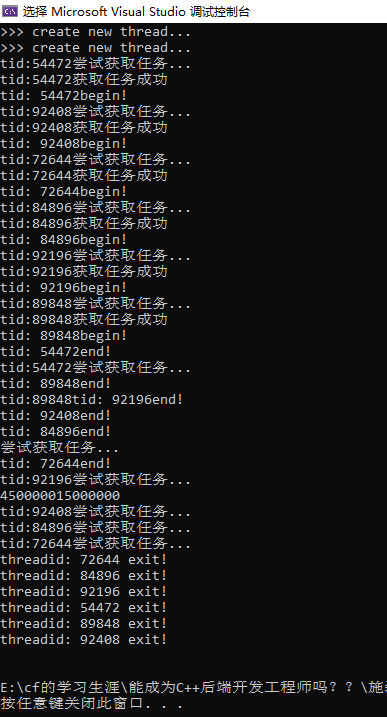 选择 Microsoft Visual Studio 调试控制台
>>> create new thread...
>>> create new thread...
tid:54472尝试获取任务...
tid:54472获取任务成功
tid: 54472begin!
tid:92408尝试获取任务...
tid:92408获取任务成功
tid: 92408begin!
tid:72644尝试获取任务...
tid:72644获取任务成功
tid: 72644begin!
tid:84896尝试获取任务...
tid:84896获取任务成功
tid: 84896begin!
tid:92196尝试获取任务...
tid:92196获取任务成功
tid: 92196begin!
tid:89848尝试获取任务...
tid:89848获取任务成功
tid: 89848begin!
tid: 54472end!
tid:54472尝试获取任务...
tid: 89848end!
tid:89848tid: 92196end!
tid: 92408end!
tid: 84896end!
尝试获取任务...
tid: 72644end!
tid:92196尝试获取任务...
450000015000000
tid:92408尝试获取任务...
tid:84896尝试获取任务...
tid:72644尝试获取任务...
threadid: 72644 exit!
threadid: 84896 exit!
threadid: 92196 exit!
threadid: 54472 exit!
threadid: 89848 exit!
threadid: 92408 exit!
E:\cf的学习生涯\能成为C++后端开发工程师吗？？\施
按任意键关闭此窗口. . .